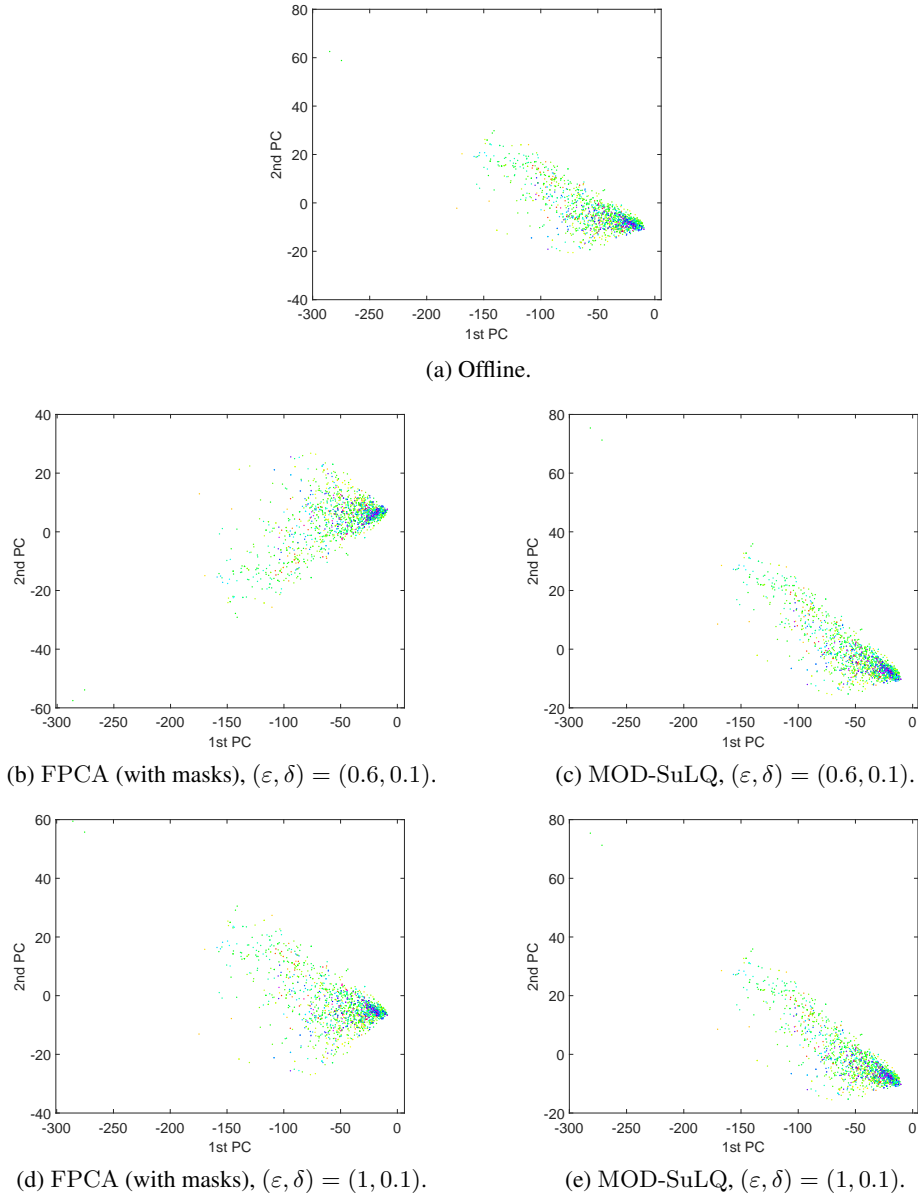 80
60
40
20
0
-20
-40
2nd PC
-300 -250 -200 -150 -100 -50 0
1st PC
(a) Offline.
40
20
0
-20
-40
-60
2nd PC
-300 -250 -200 -150 -100 -50 0
1st PC
(b) FPCA (with masks), (ε, δ) = (0.6, 0.1).
80
60
40
20
0
-20
2nd PC
-300 -250 -200 -150 -100 -50 0
1st PC
(c) MOD-SuLQ, (ε, δ) = (0.6, 0.1).
60
40
20
0
-20
-40
2nd PC
-300 -250 -200 -150 -100 -50 0
1st PC
(d) FPCA (with masks), (ε, δ) = (1, 0.1).
80
60
40
20
0
-20
2nd PC
-300 -250 -200 -150 -100 -50 0
1st PC
(e) MOD-SuLQ, (ε, δ) = (1, 0.1).